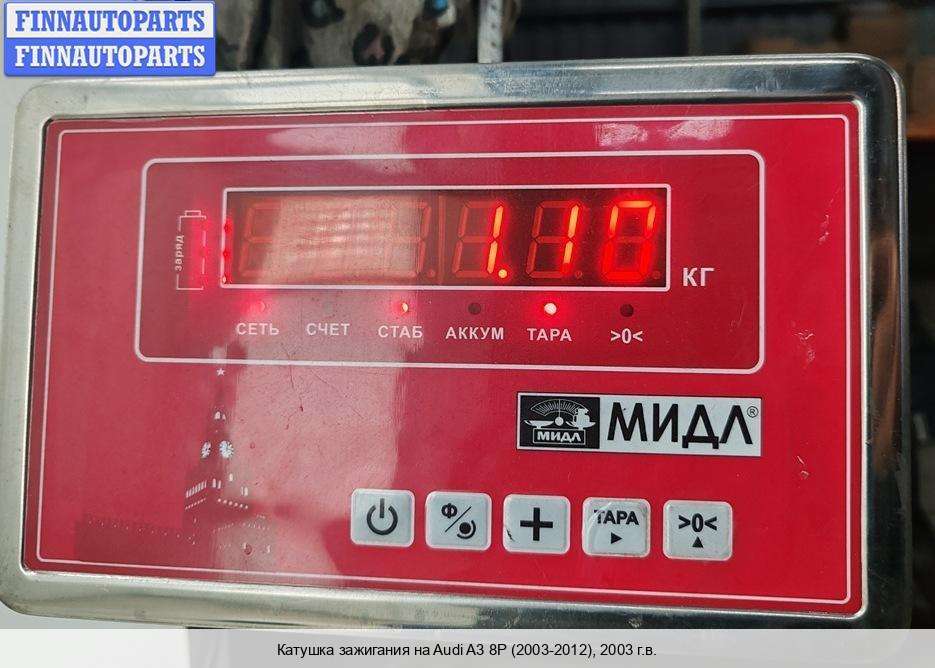 FINNAUTOPARTS
FINNAUTOPARTS
заряд
1.10
КГ
СЕТЬ СЧЕТ СТАБ АККУМ ТАРА >0<
МИДЛ МИДЛ®
Ф ТАРА >0<
Катушка зажигания на Audi A3 8P (2003-2012), 2003 г.в.